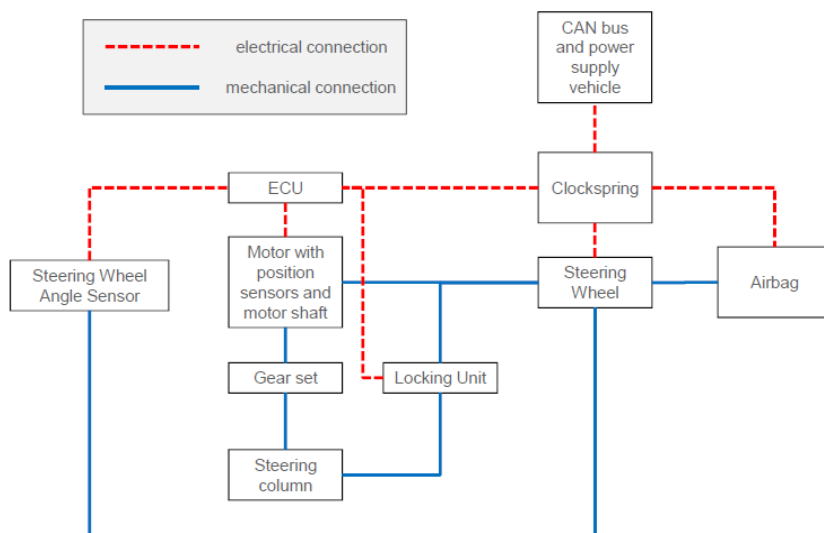 electrical connection
mechanical connection
CAN bus
and power
supply
vehicle
ECU
Clockspring
Steering Wheel
Angle Sensor
Motor with
position
sensors and
motor shaft
Steering
Wheel
Airbag
Gear set
Locking Unit
Steering
column